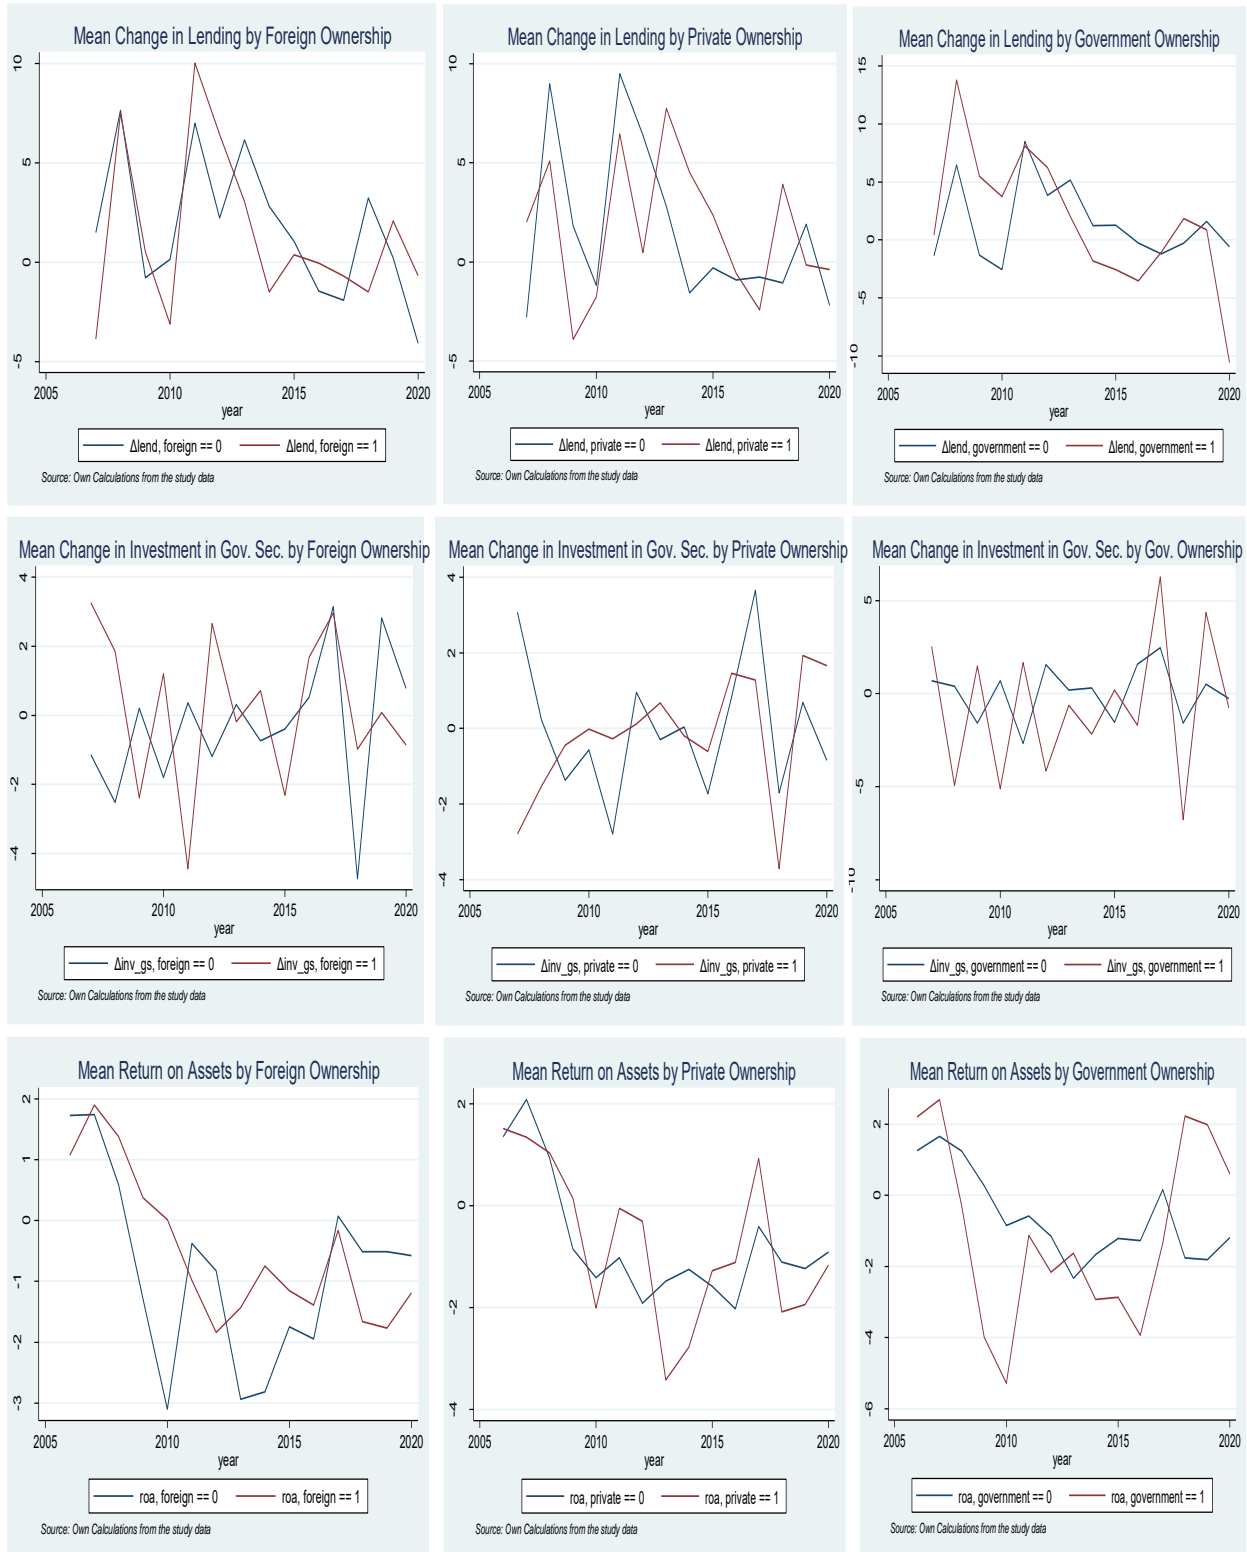 Mean Change in Lending by Foreign Ownership
10
5
0
-5
2005 2010 2015 2020
year
Δlend, foreign == 0 Δlend, foreign == 1
Source: Own Calculations from the study data
Mean Change in Lending by Private Ownership
10
5
0
-5
2005 2010 2015 2020
year
Δlend, private == 0 Δlend, private == 1
Source: Own Calculations from the study data
Mean Change in Lending by Government Ownership
15
10
5
0
-5
-10
2005 2010 2015 2020
year
Δlend, government == 0 Δlend, government == 1
Source: Own Calculations from the study data
Mean Change in Investment in Gov. Sec. by Foreign Ownership
4
2
0
-2
-4
2005 2010 2015 2020
year
Δinv_gs, foreign == 0 Δinv_gs, foreign == 1
Source: Own Calculations from the study data
Mean Change in Investment in Gov. Sec. by Private Ownership
4
2
0
-2
-4
2005 2010 2015 2020
year
Δinv_gs, private == 0 Δinv_gs, private == 1
Source: Own Calculations from the study data
Mean Change in Investment in Gov. Sec. by Gov. Ownership
5
0
-5
-10
2005 2010 2015 2020
year
Δinv_gs, government == 0 Δinv_gs, government == 1
Source: Own Calculations from the study data
Mean Return on Assets by Foreign Ownership
2
1
0
-1
-2
-3
2005 2010 2015 2020
year
roa, foreign == 0 roa, foreign == 1
Source: Own Calculations from the study data
Mean Return on Assets by Private Ownership
2
0
-2
-4
2005 2010 2015 2020
year
roa, private == 0 roa, private == 1
Source: Own Calculations from the study data
Mean Return on Assets by Government Ownership
2
0
-2
-4
-6
2005 2010 2015 2020
year
roa, government == 0 roa, government == 1
Source: Own Calculations from the study data